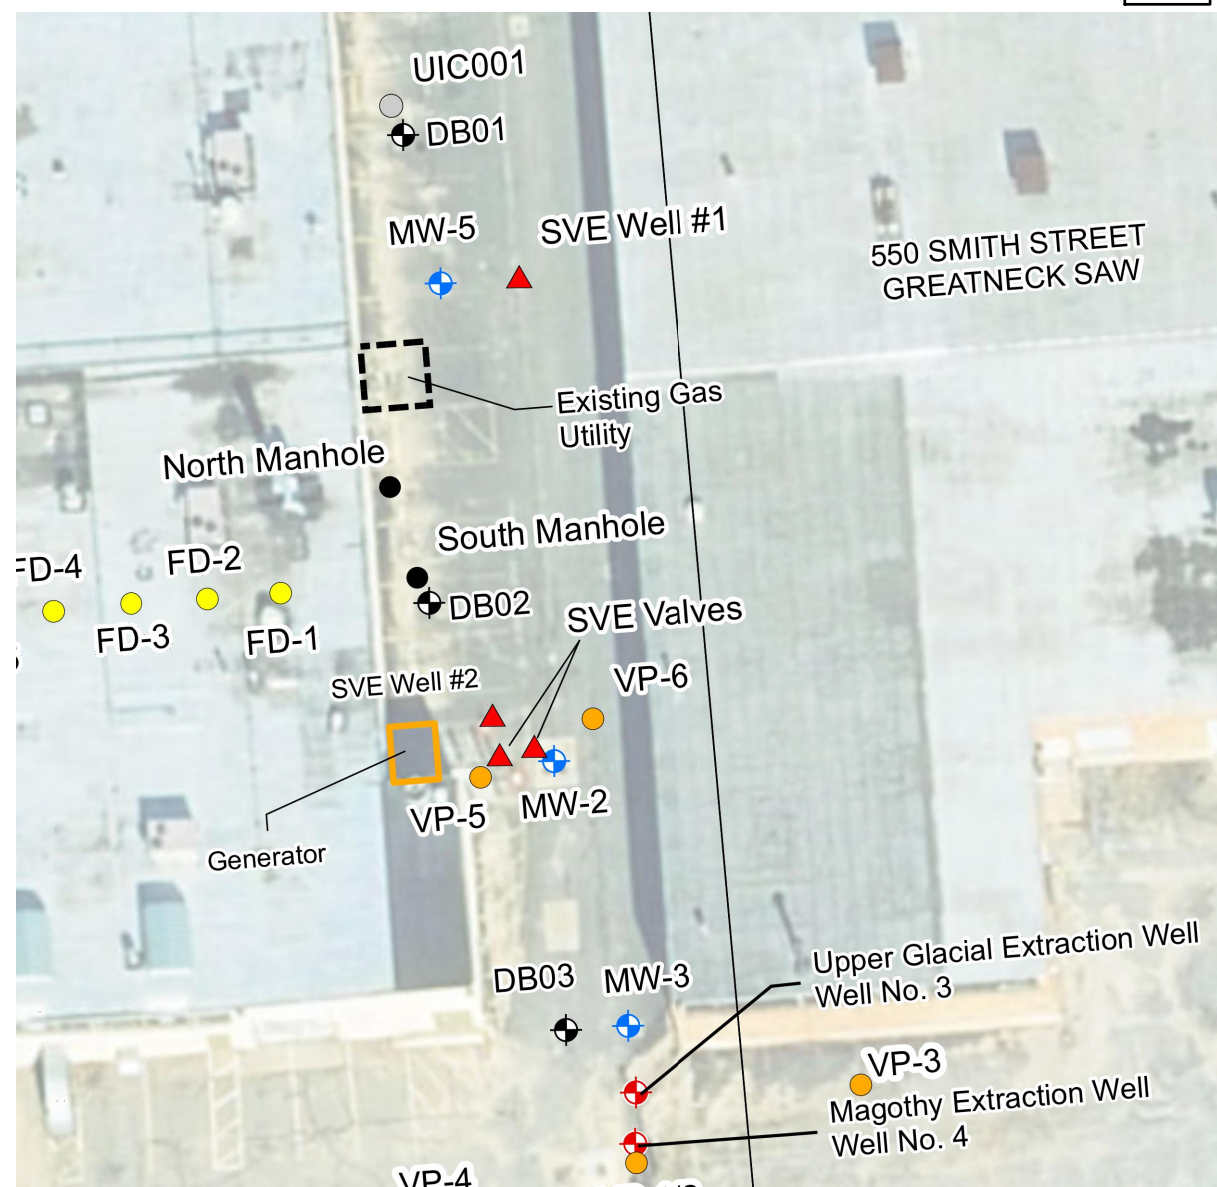 UIC001
DB01
MW-5
SVE Well #1
550 SMITH STREET
GREATNECK SAW
Existing Gas
Utility
North Manhole
South Manhole
FD-4
FD-2
DB02
FD-3
FD-1
SVE Valves
SVE Well #2
VP-6
VP-5
MW-2
Generator
DB03
MW-3
Upper Glacial Extraction Well
Well No. 3
VP-3
Magothy Extraction Well
Well No. 4
VP-4